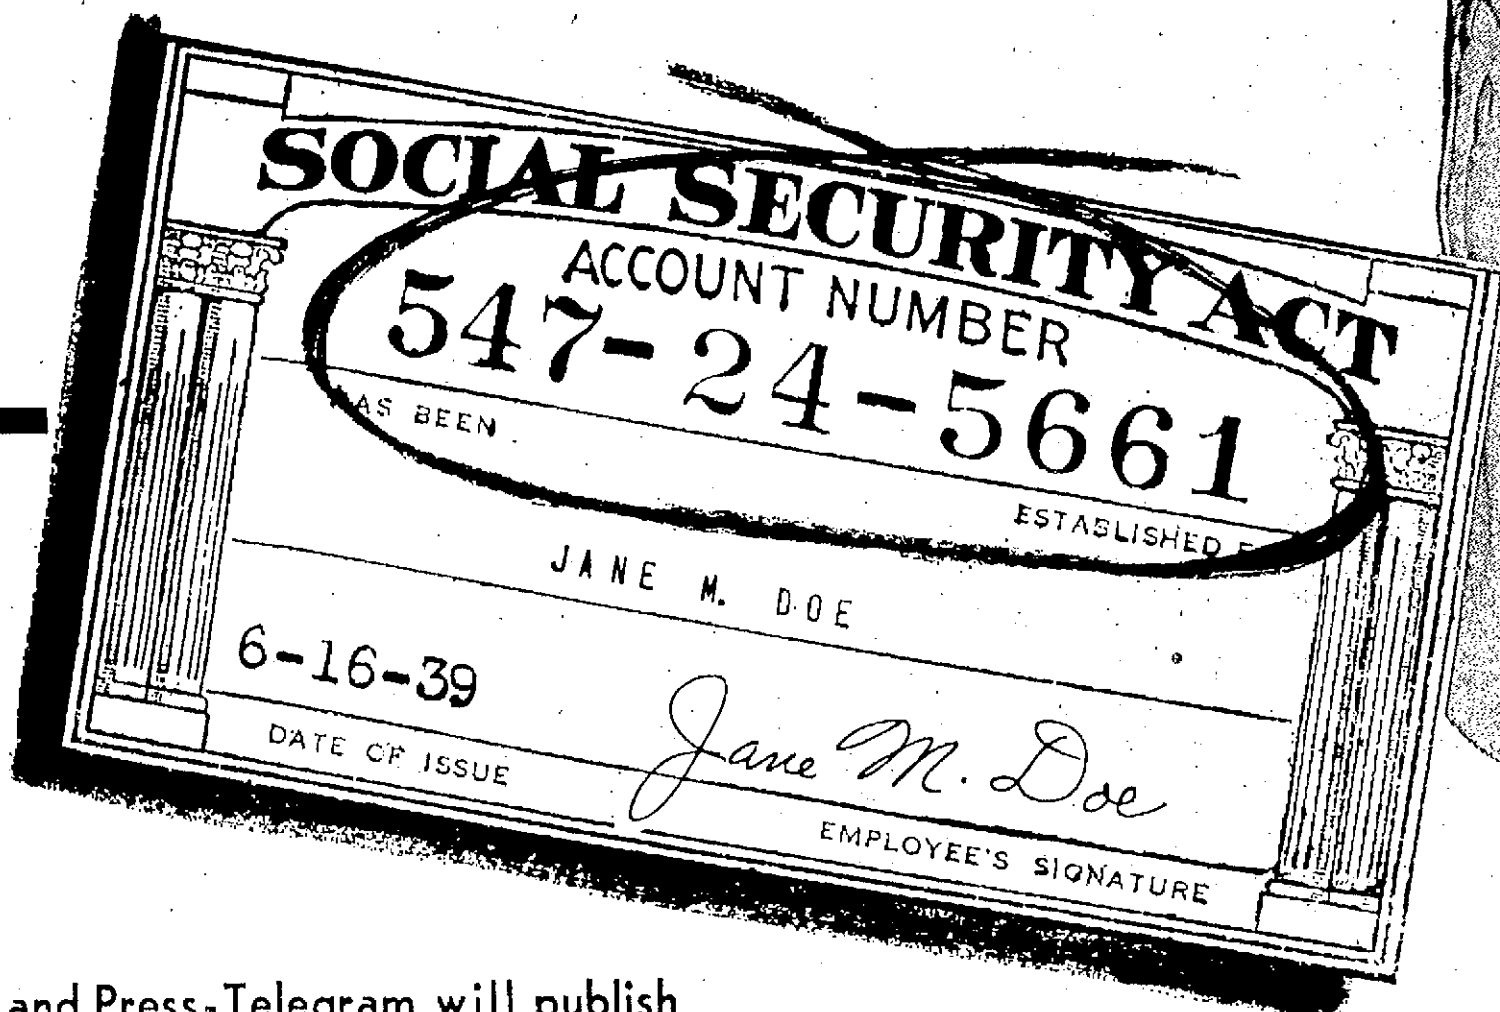 SOCIAL SECURITY ACT
ACCOUNT NUMBER
547-24-5661
AS BEEN
ESTABLISHED
JANE M. DOE
6-16-39
Jane M. Doe
DATE OF ISSUE
EMPLOYEE'S SIGNATURE
and Press-Telegram will publish